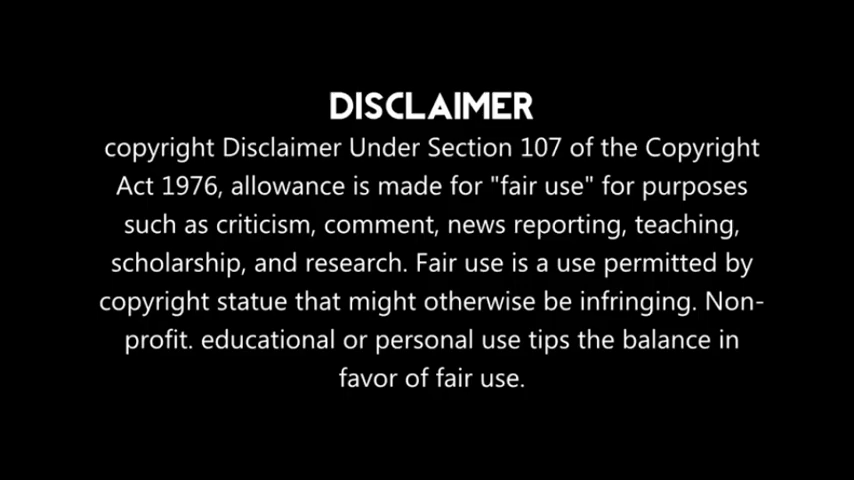 DISCLAIMER
copyright Disclaimer Under Section 107 of the Copyright
Act 1976, allowance is made for "fair use" for purposes
such as criticism, comment, news reporting, teaching,
scholarship, and research. Fair use is a use permitted by
copyright statue that might otherwise be infringing. Non-
profit. educational or personal use tips the balance in
favor of fair use.